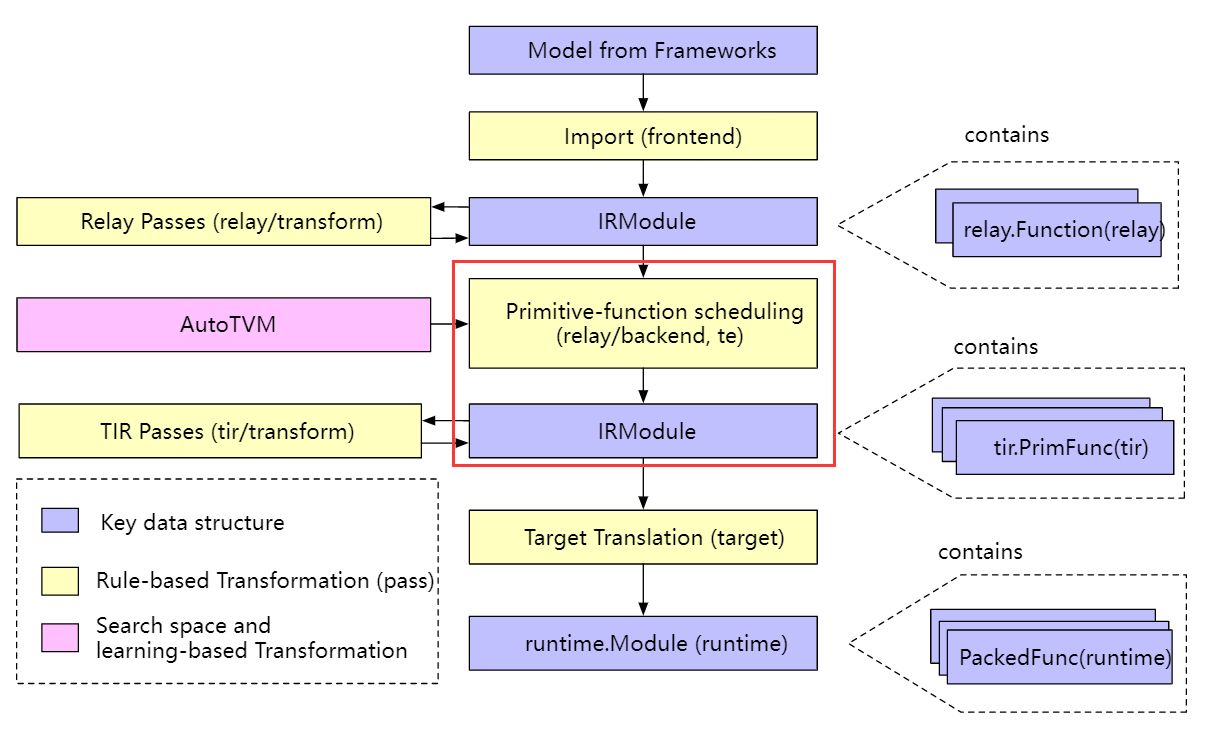 Model from Frameworks
Import (frontend)
contains
Relay Passes (relay/transform)
IRModule
relay.Function(relay)
AutoTVM
Primitive-function scheduling
(relay/backend, te)
contains
TIR Passes (tir/transform)
IRModule
tir.PrimFunc(tir)
Key data structure
Target Translation (target)
contains
Rule-based Transformation (pass)
Search space and
learning-based Transformation
runtime.Module (runtime)
PackedFunc(runtime)